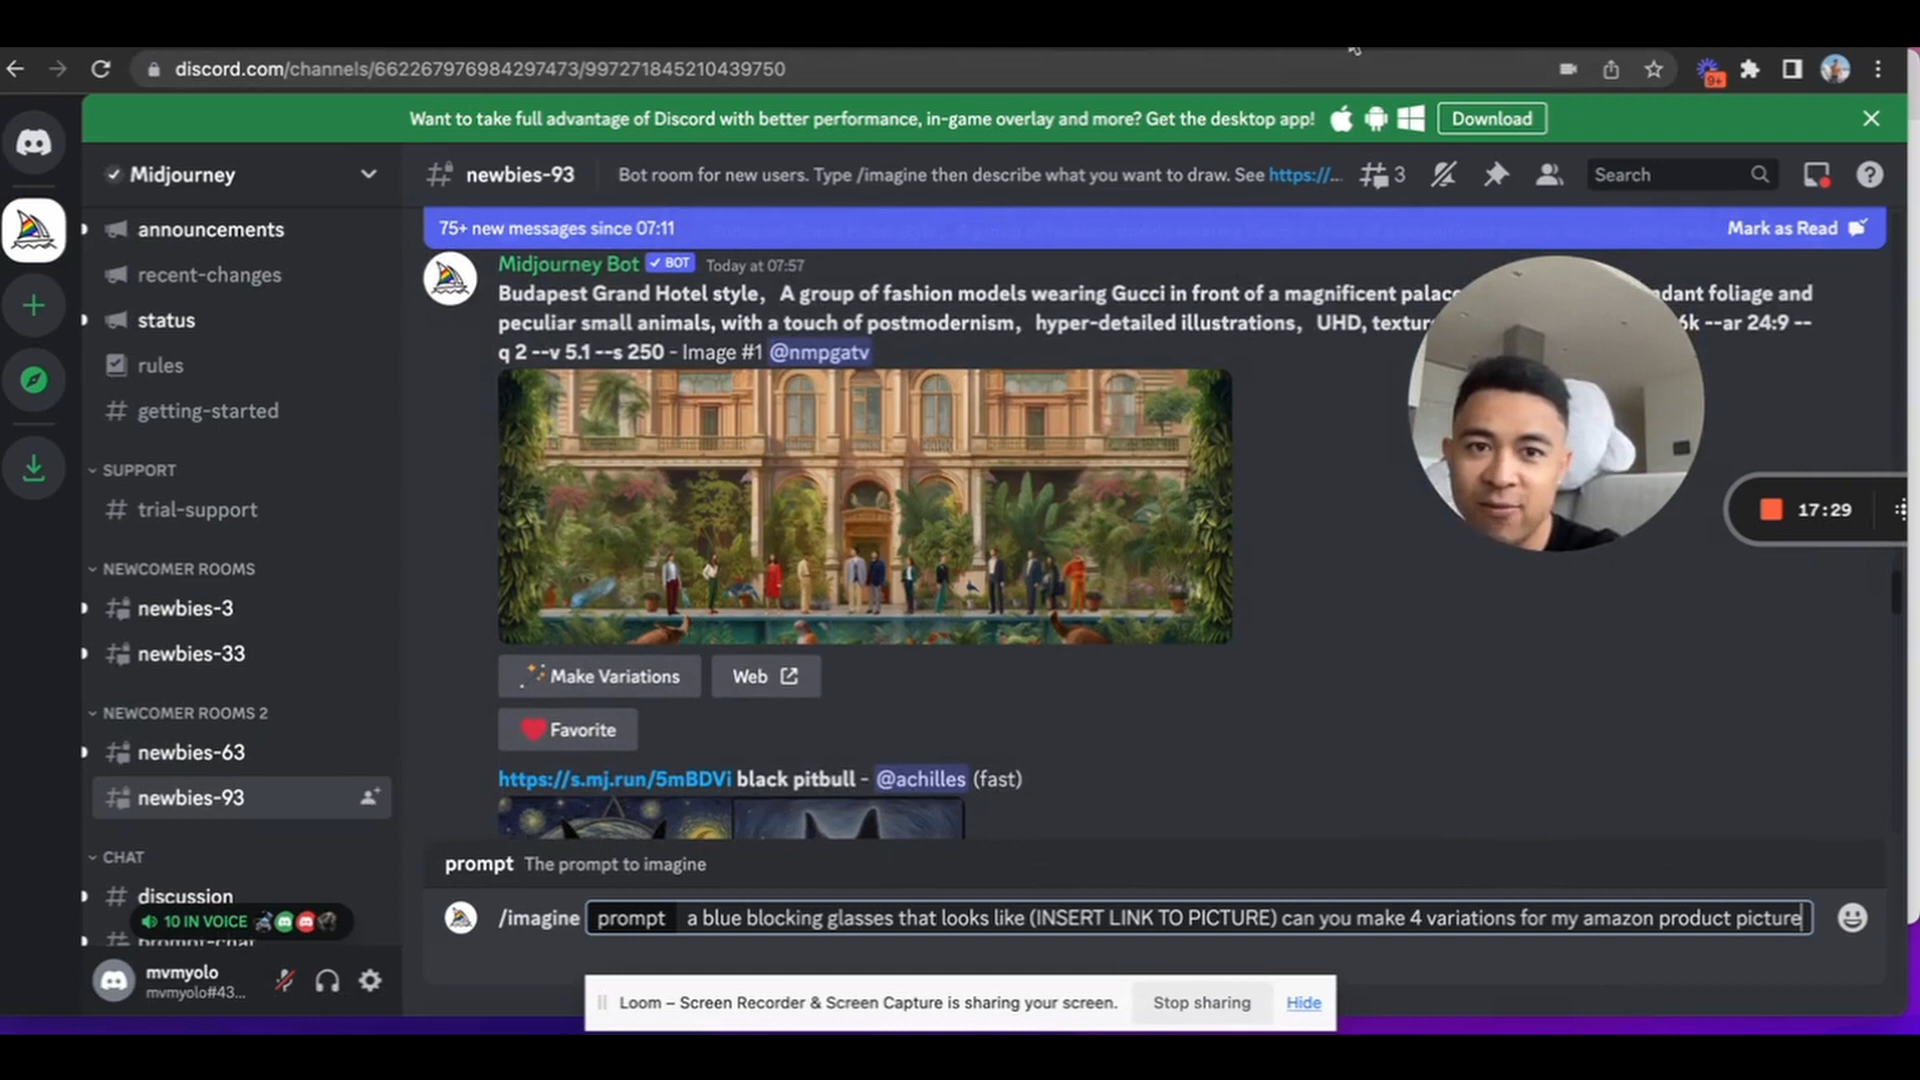 discord.com/channels/662267976984297473/997271845210439750
9+
Want to take full advantage of Discord with better performance, in-game overlay and more? Get the desktop app!
Download
Midjourney
newbies-93
Bot room for new users. Type /imagine then describe what you want to draw. See https://...
3
Search
announcements
recent-changes
status
rules
getting-started
SUPPORT
trial-support
NEWCOMER ROOMS
newbies-3
newbies-33
NEWCOMER ROOMS 2
newbies-63
newbies-93
CHAT
discussion
10 IN VOICE
prompt-chat
mvmyolo
mvmyolo#43...
75+ new messages since 07:11
Mark as Read
Midjourney Bot BOT Today at 07:57
Budapest Grand Hotel style，A group of fashion models wearing Gucci in front of a magnificent palace
foliage and
peculiar small animals, with a touch of postmodernism，hyper-detailed illustrations，UHD,
--ar 24:9 --
q 2 --v 5.1 --s 250 - Image #1 @nmpgatv
Make Variations
Web
Favorite
https://s.mj.run/5mBDVi black pitbull - @achilles (fast)
17:29
prompt The prompt to imagine
/imagine prompt a blue blocking glasses that looks like (INSERT LINK TO PICTURE) can you make 4 variations for my amazon product picture
Loom – Screen Recorder & Screen Capture is sharing your screen.
Stop sharing
Hide